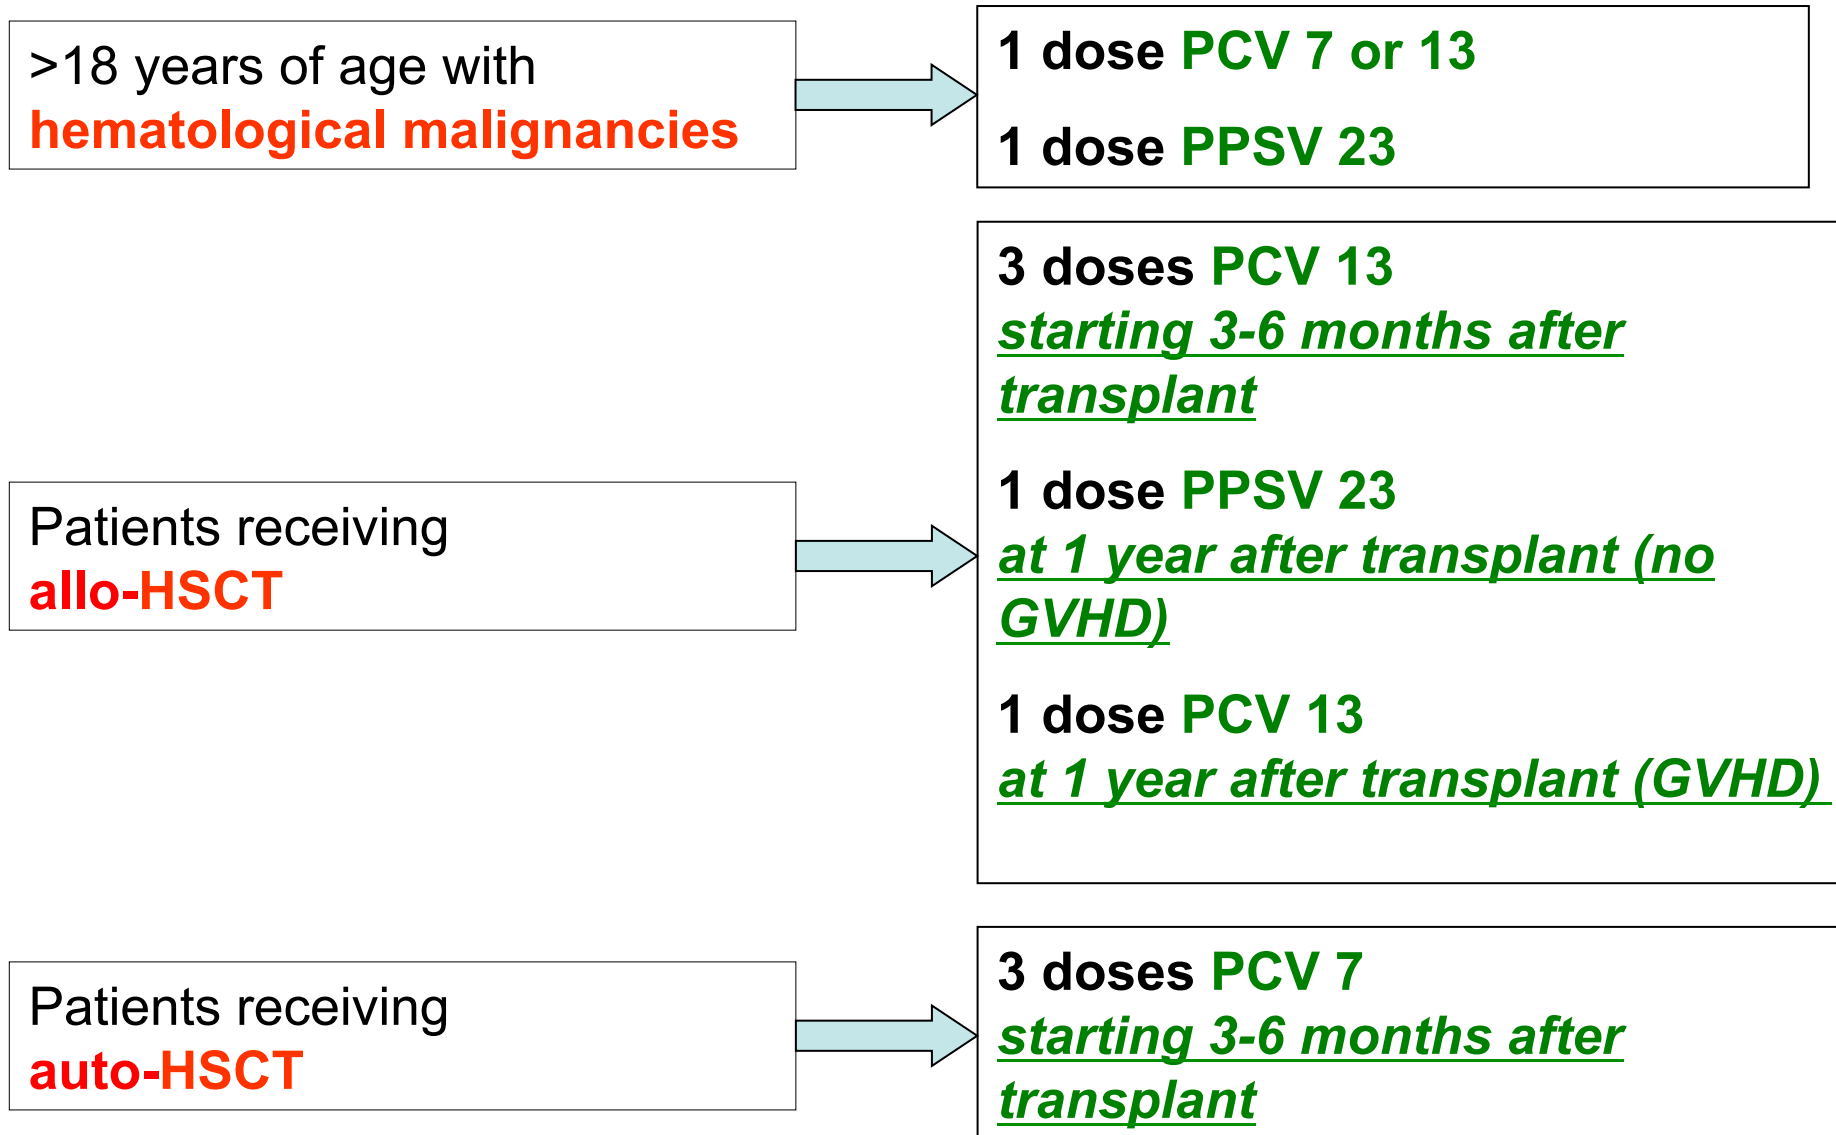 >18 years of age with
hematological malignancies
1 dose PCV 7 or 13
1 dose PPSV 23
Patients receiving
allo-HSCT
3 doses PCV 13
starting 3-6 months after
transplant
1 dose PPSV 23
at 1 year after transplant (no
GVHD)
1 dose PCV 13
at 1 year after transplant (GVHD)
Patients receiving
auto-HSCT
3 doses PCV 7
starting 3-6 months after
transplant